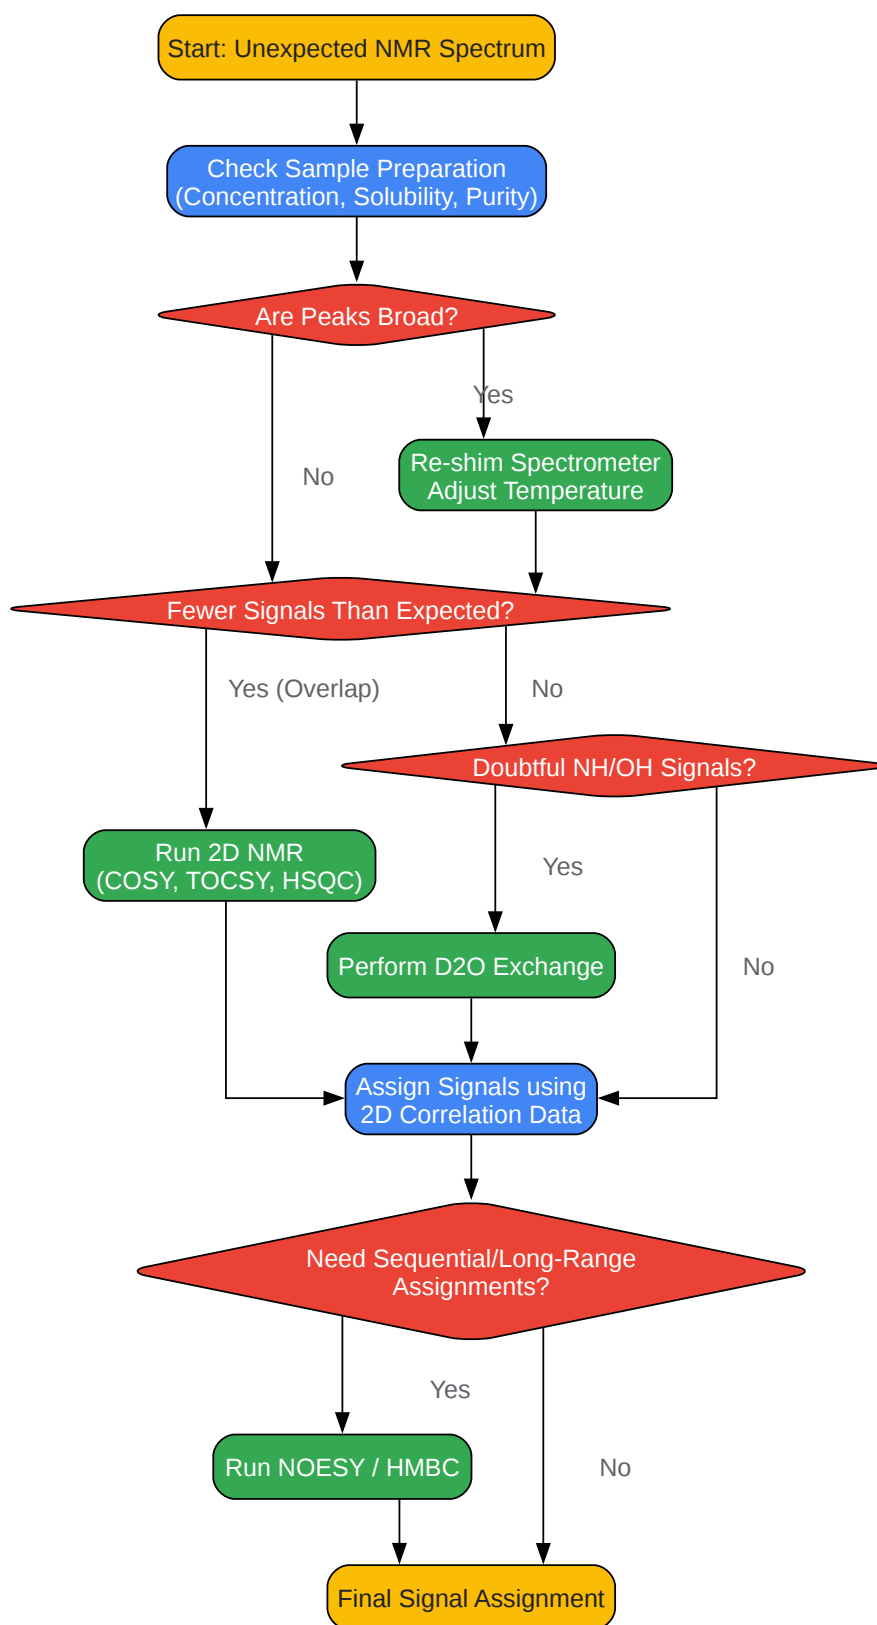 Start: Unexpected NMR Spectrum
Check Sample Preparation
(Concentration, Solubility, Purity)
Are Peaks Broad?
Yes
No
Re-shim Spectrometer
Adjust Temperature
Fewer Signals Than Expected?
Yes (Overlap)
No
Doubtful NH/OH Signals?
Run 2D NMR
(COSY, TOCSY, HSQC)
Yes
Perform D2O Exchange
No
Assign Signals using
2D Correlation Data
Need Sequential/Long-Range
Assignments?
Yes
Run NOESY / HMBC
No
Final Signal Assignment